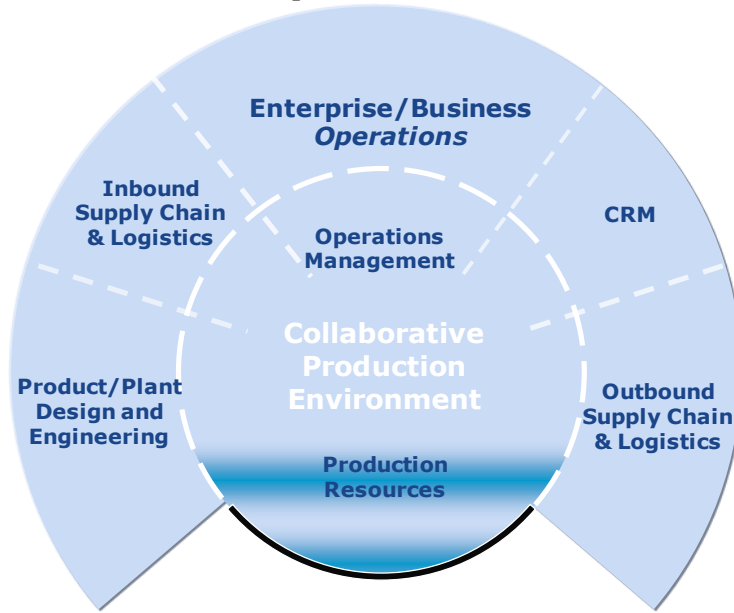 Enterprise/Business
Operations
Inbound
Supply Chain
& Logistics
CRM
Operations
Management
Collaborative
Production
Environment
Product/Plant
Design and
Engineering
Outbound
Supply Chain
& Logistics
Production
Resources